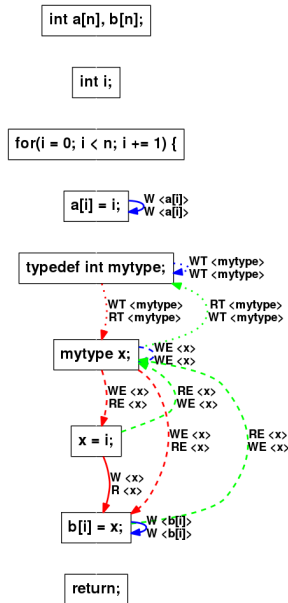 int a[n], b[n];
int i;
for(i = 0; i < n; i += 1) {
a[i] = i;
W <a[i]>
W <a[i]>
typedef int mytype;
WT <mytype>
WT <mytype>
WT <mytype>
RT <mytype>
RT <mytype>
WT <mytype>
mytype x;
WE <x>
WE <x>
WE <x>
RE <x>
RE <x>
WE <x>
x = i;
WE <x>
RE <x>
RE <x>
WE <x>
W <x>
R <x>
b[i] = x;
W <b[i]>
W <b[i]>
return;